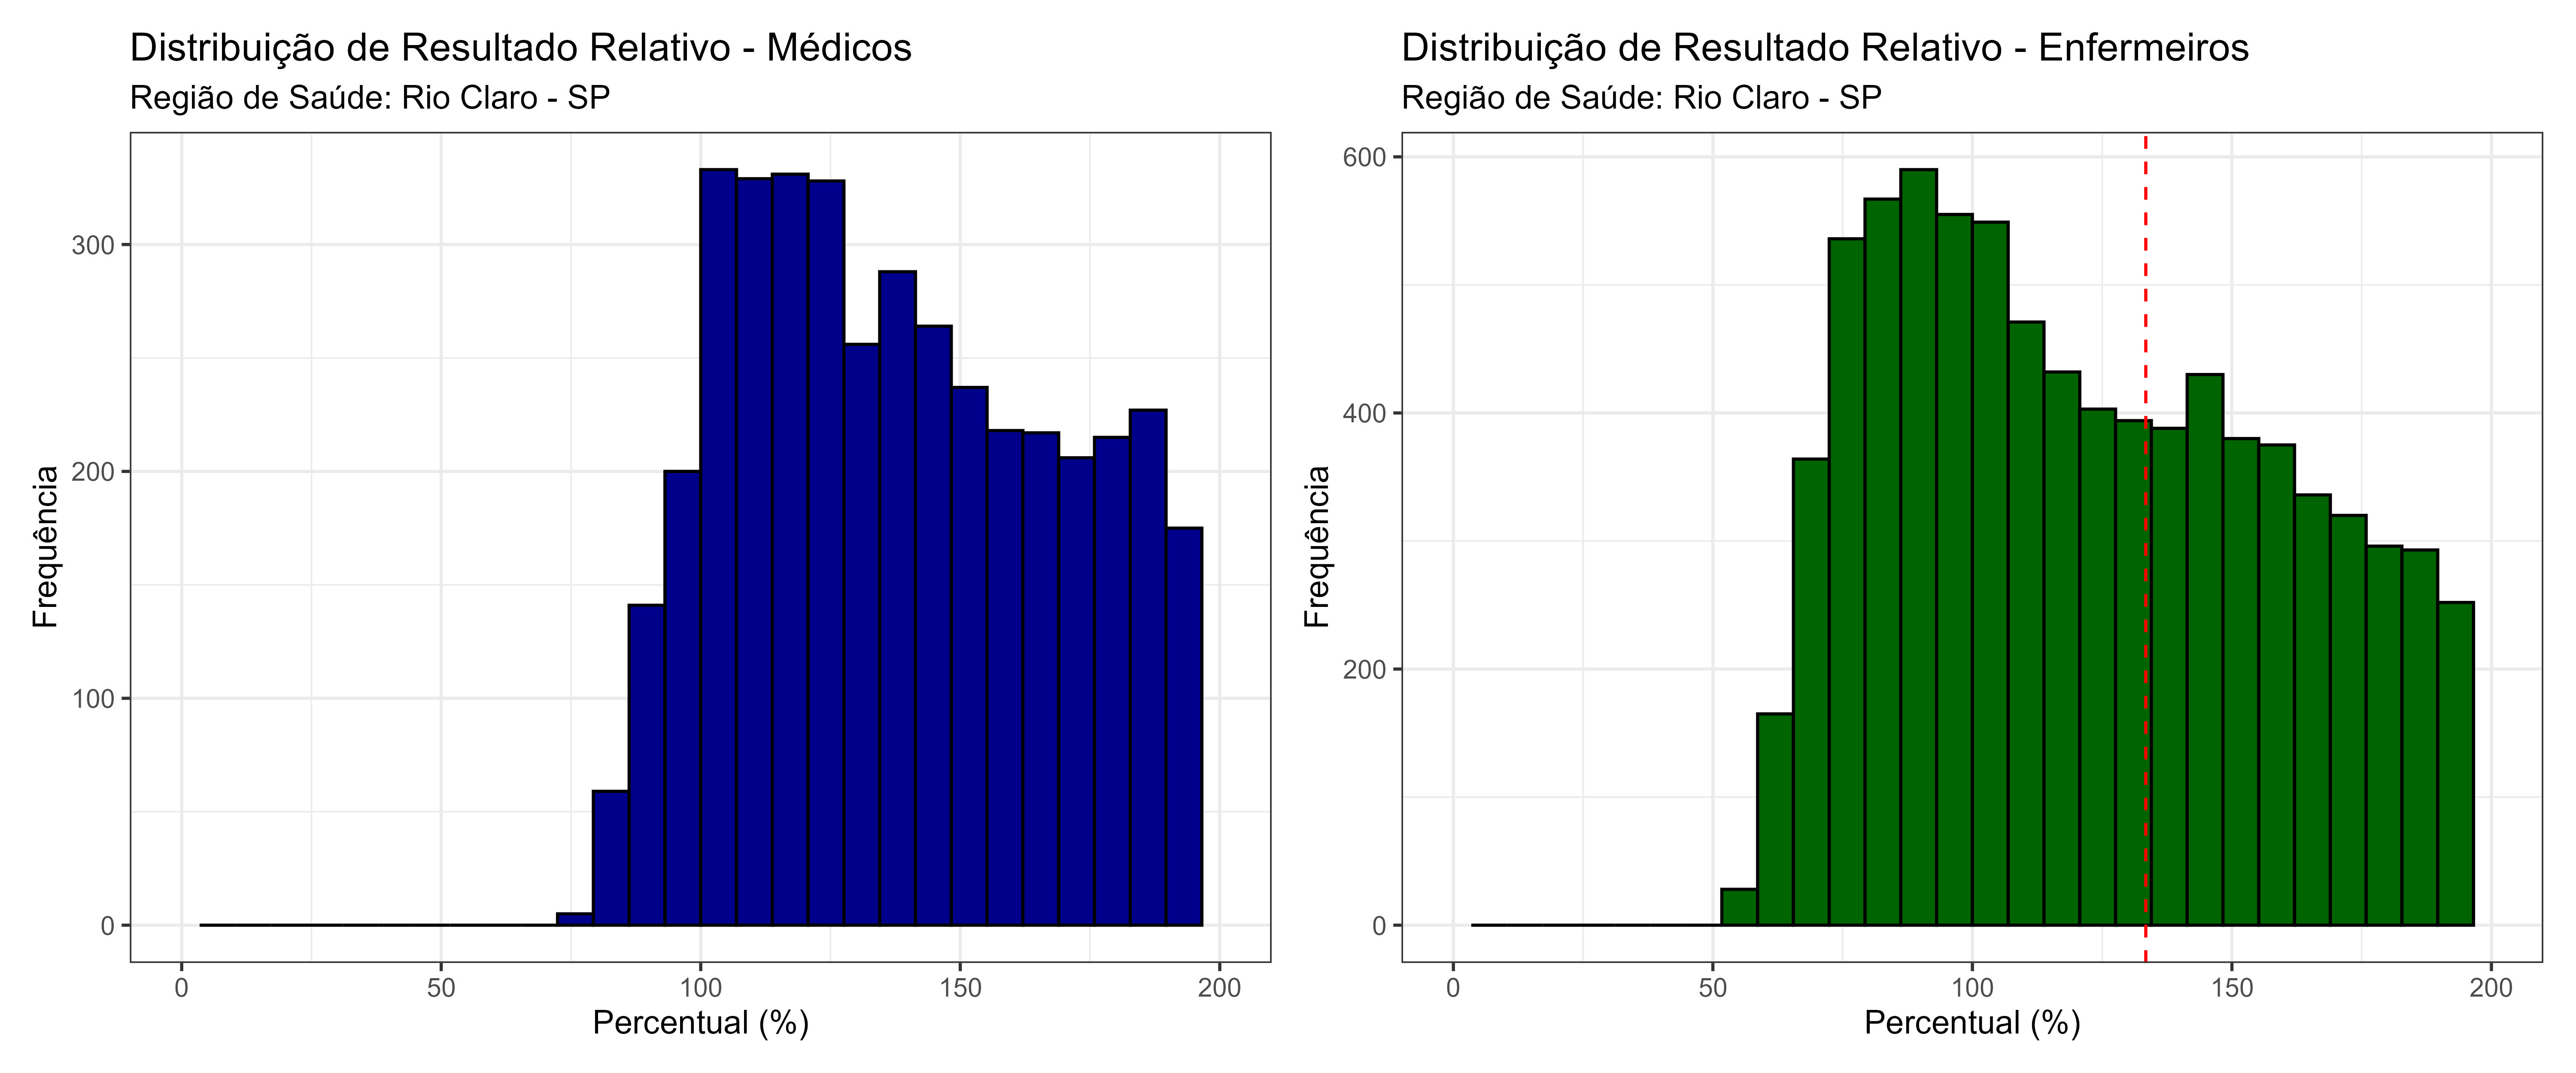 Distribuição de Resultado Relativo - Médicos
Região de Saúde: Rio Claro - SP
300
200
100
0
Frequência
0 50 100 150 200
Percentual (%)
Distribuição de Resultado Relativo - Enfermeiros
Região de Saúde: Rio Claro - SP
600
400
200
0
Frequência
0 50 100 150 200
Percentual (%)